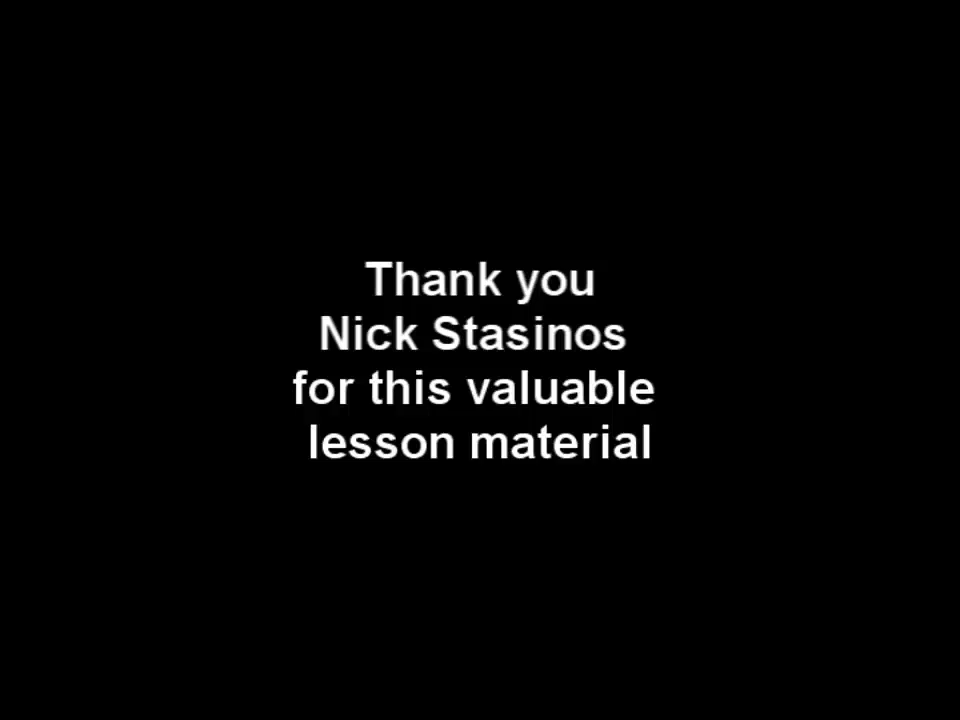 Thank you
Nick Stasinos
for this valuable
lesson material